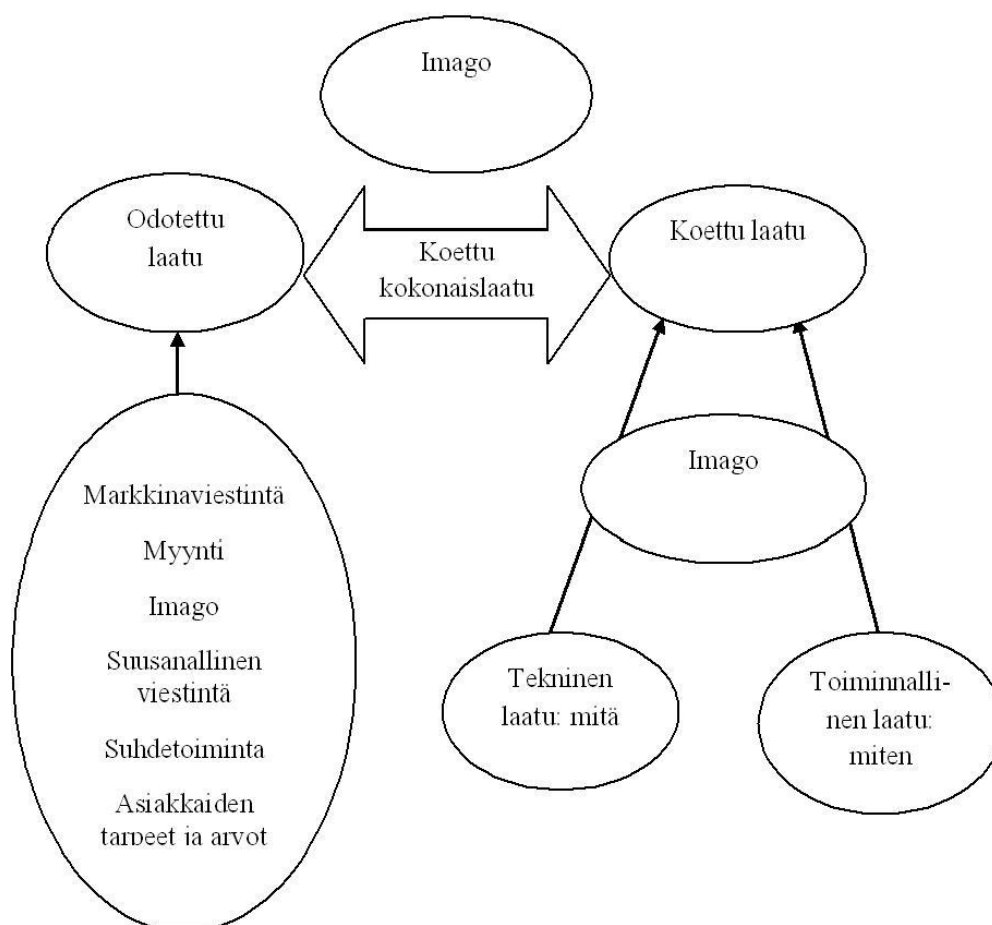 Imago
Odotettu
laatu
Koettu
kokonaislaatu
Koettu laatu
Markkinaviestintä
Myynti
Imago
Suusanallinen
viestintä
Suhdetoiminta
Asiakkaiden
tarpeet ja arvot
Imago
Tekninen
laatu: mitä
Toiminnalli-
nen laatu:
miten